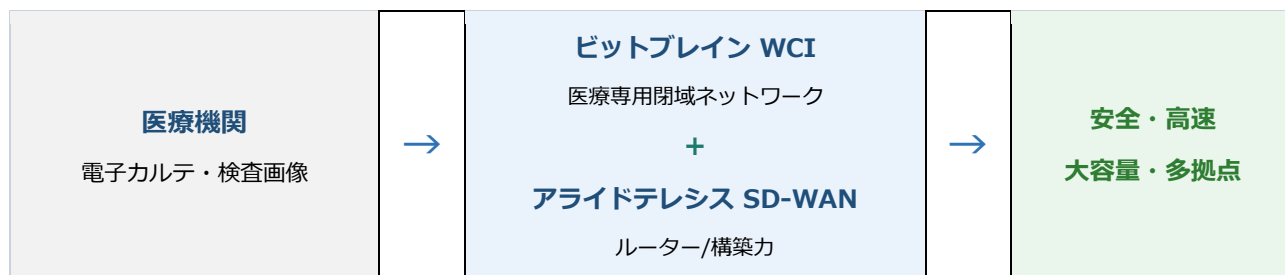 医療機関
電子カルテ・検査画像
→
ビットブレイン WCI
医療専用閉域ネットワーク
+
アライドテレシス SD-WAN
ルーター/構築力
→
安全・高速
大容量・多拠点